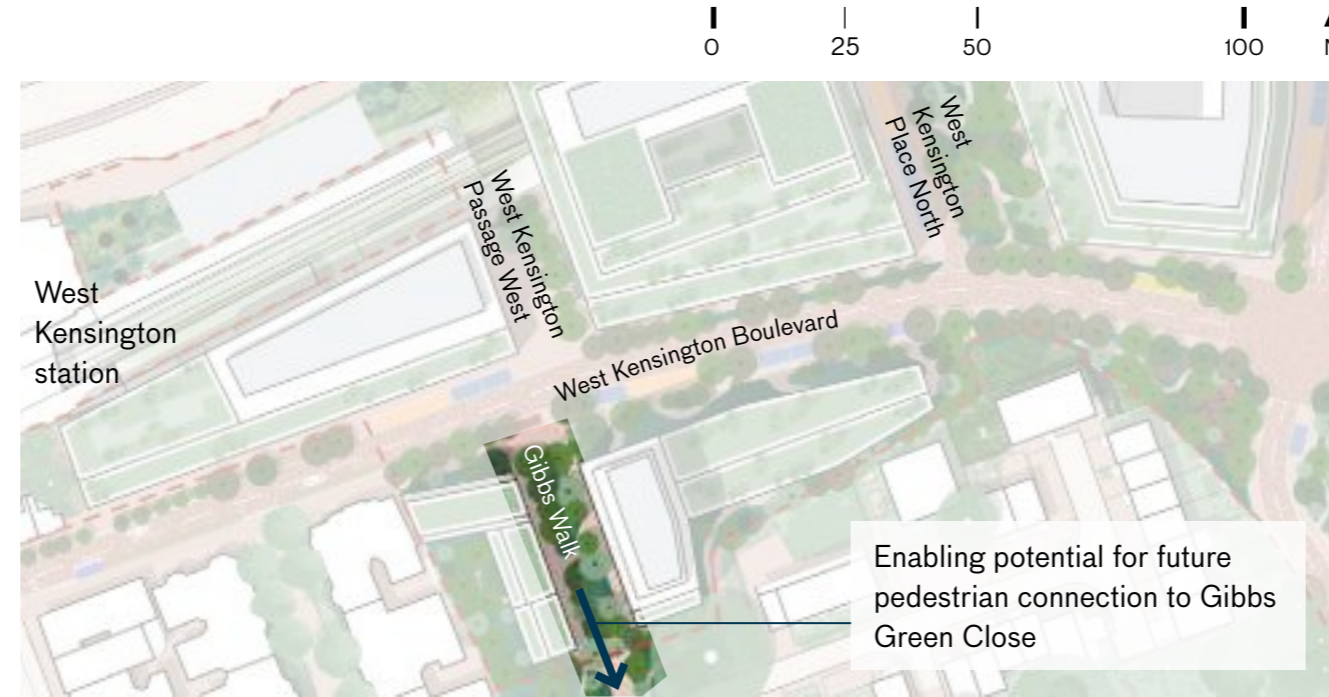 0 25 50 100
West
Kensington
Place North
West Kensington
Passage West
West
Kensington
station
West Kensington Boulevard
Gibbs Walk
Enabling potential for future
pedestrian connection to Gibbs
Green Close